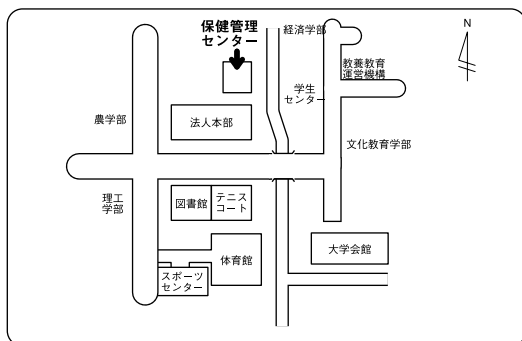 保健管理
センター
経済学部
N
教養教育
運営機構
学生
センター
農学部
法人本部
文化教育学部
理工
学部
図書館
テニス
コート
大学会館
体育館
スポーツ
センター